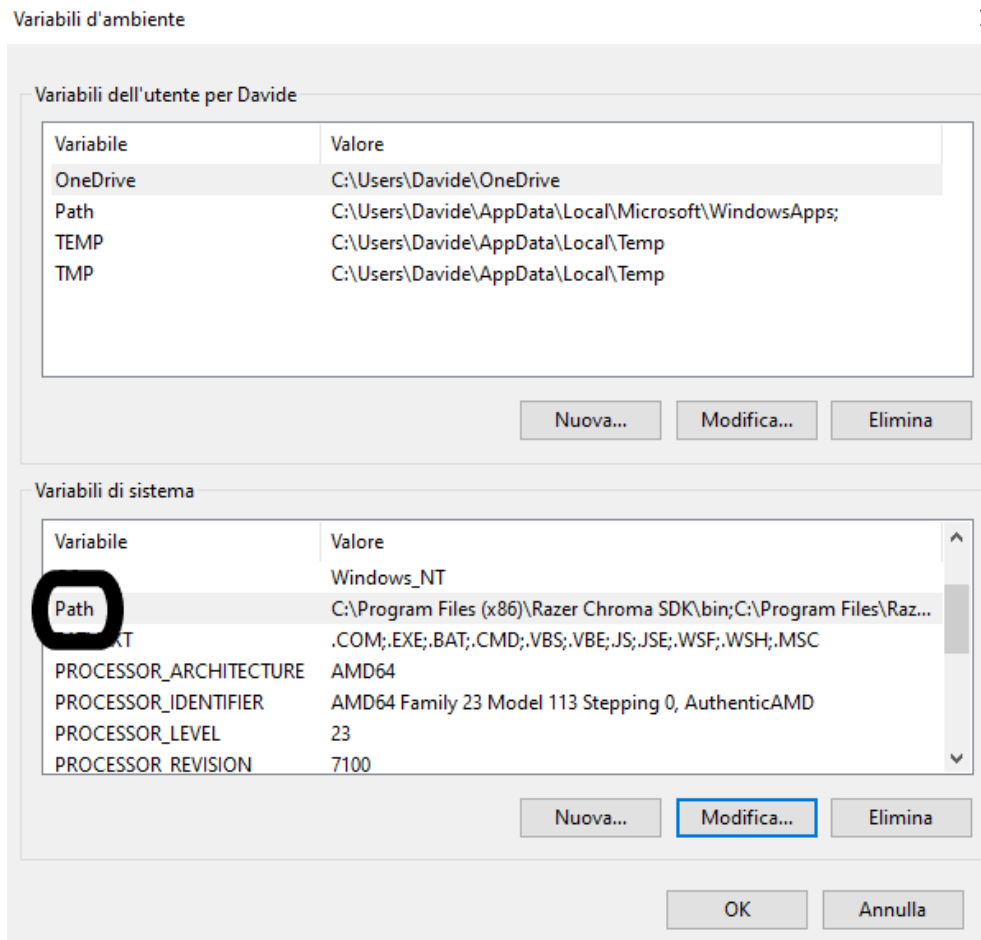 Variabili d'ambiente
Variabili dell'utente per Davide
Variabile Valore
OneDrive C:\Users\Davide\OneDrive
Path C:\Users\Davide\AppData\Local\Microsoft\WindowsApps;
TEMP C:\Users\Davide\AppData\Local\Temp
TMP C:\Users\Davide\AppData\Local\Temp
Nuova... Modifica... Elimina
Variabili di sistema
Variabile Valore
Windows_NT
Path C:\Program Files (x86)\Razer Chroma SDK\bin;C:\Program Files\Raz...
.COM;.EXE;.BAT;.CMD;.VBS;.VBE;.JS;.JSE;.WSF;.WSH;.MSC
PROCESSOR_ARCHITECTURE AMD64
PROCESSOR_IDENTIFIER AMD64 Family 23 Model 113 Stepping 0, AuthenticAMD
PROCESSOR_LEVEL 23
PROCESSOR_REVISION 7100
Nuova... Modifica... Elimina
OK Annulla